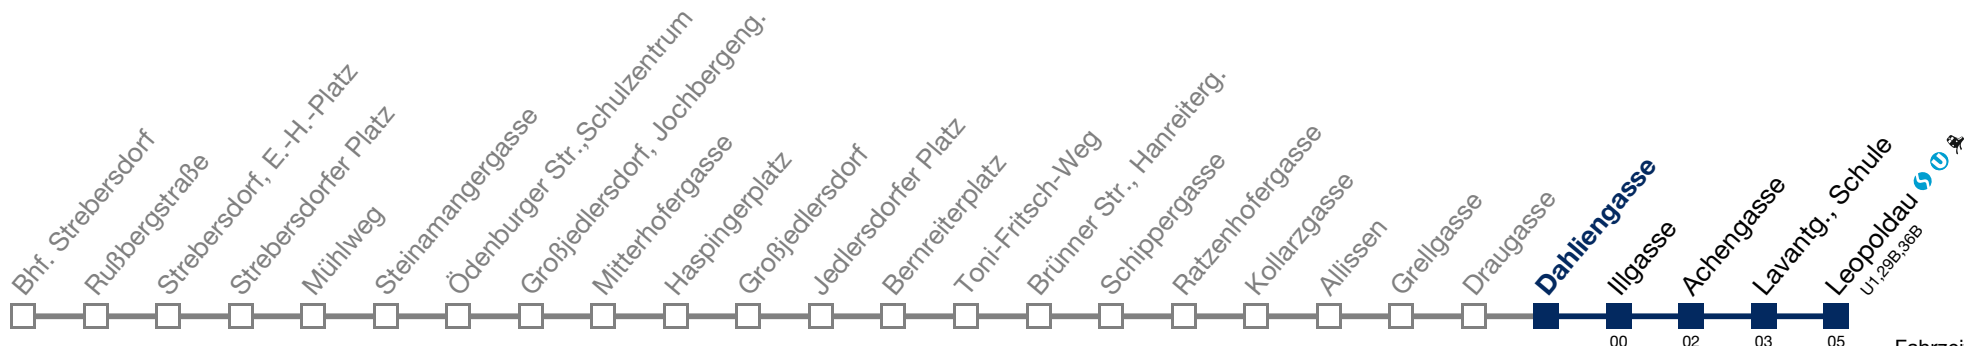 Bhf. Strebersdorf
Rußbergstraße
Strebersdorf, E.-H.-Platz
Strebersdorfer Platz
Mühlweg
Steinamangergasse
Ödenburger Str.,Schulzentrum
Großjedlersdorf, Jochbergeng.
Mitterhofergasse
Haspingerplatz
Großjedlersdorf
Jedlersdorfer Platz
Bernreiterplatz
Toni-Fritsch-Weg
Brünner Str., Hanreiterg.
Schippergasse
Ratzenhofergasse
Kollarzgasse
Allissen
Grellgasse
Draugasse
Dahliengasse
Illgasse
Achengasse
Lavantg., Schule
Leopoldau S U
U1,29B,36B
00 02 03 05